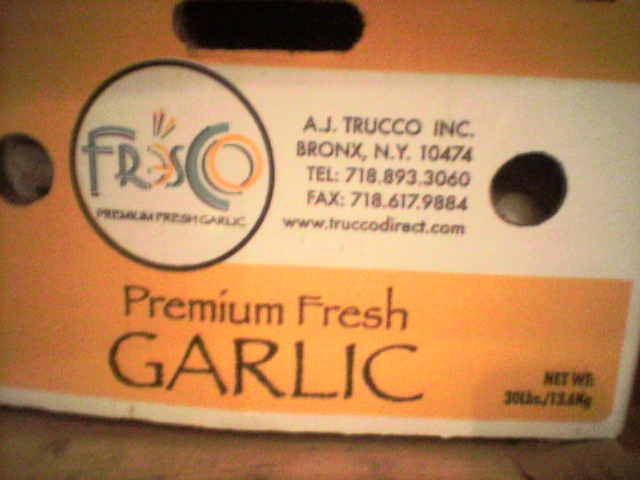 FRESCO
PREMIUM FRESH GARLIC
A.J. TRUCCO INC.
BRONX, N.Y. 10474
TEL: 718.893.3060
FAX: 718.617.9884
www.truccodirect.com
Premium Fresh
GARLIC
NET WT:
30Lbs./13.6Kg